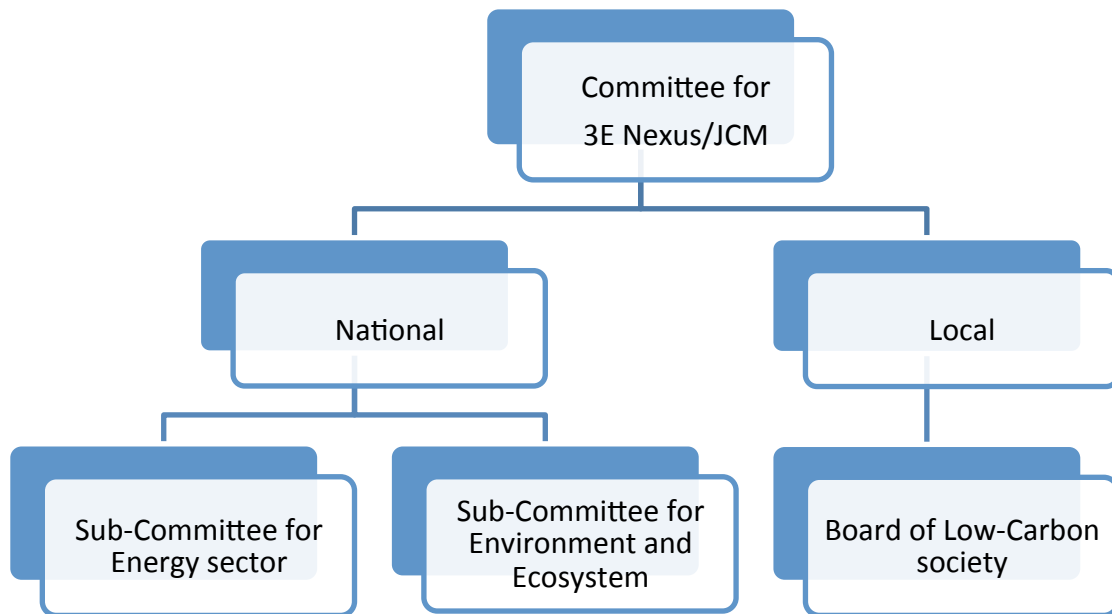 Committee for
3E Nexus/JCM
National
Local
Sub-Committee for
Energy sector
Sub-Committee for
Environment and
Ecosystem
Board of Low-Carbon
society